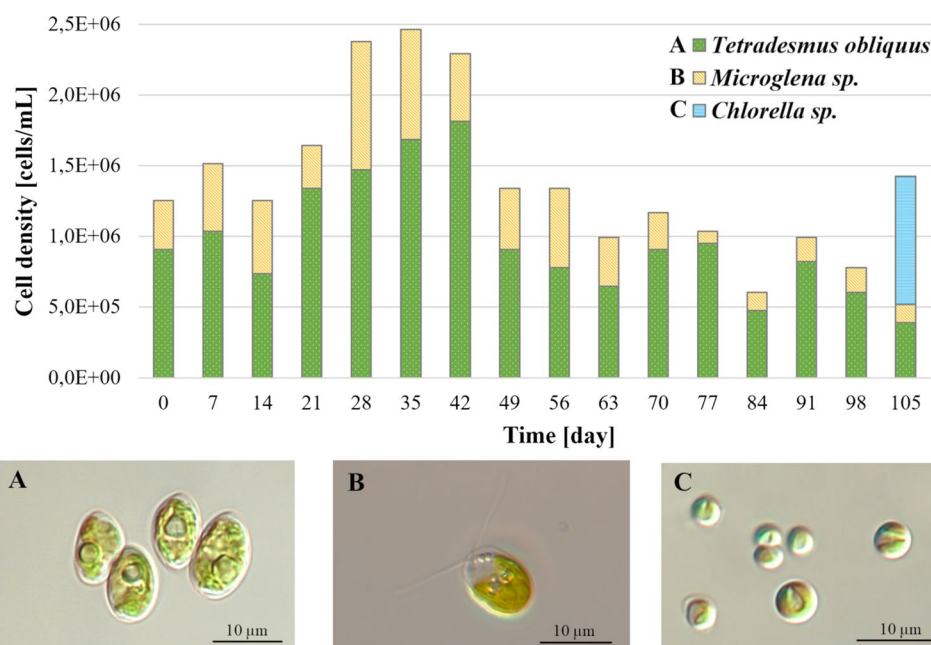 2,5E+06
2,0E+06
1,5E+06
1,0E+06
5,0E+05
0,0E+00
Cell density [cells/mL]
A Tetradesmus obliquus
B Microglena sp.
C Chlorella sp.
0 7 14 21 28 35 42 49 56 63 70 77 84 91 98 105
Time [day]
A
10 µm
B
10 µm
C
10 µm